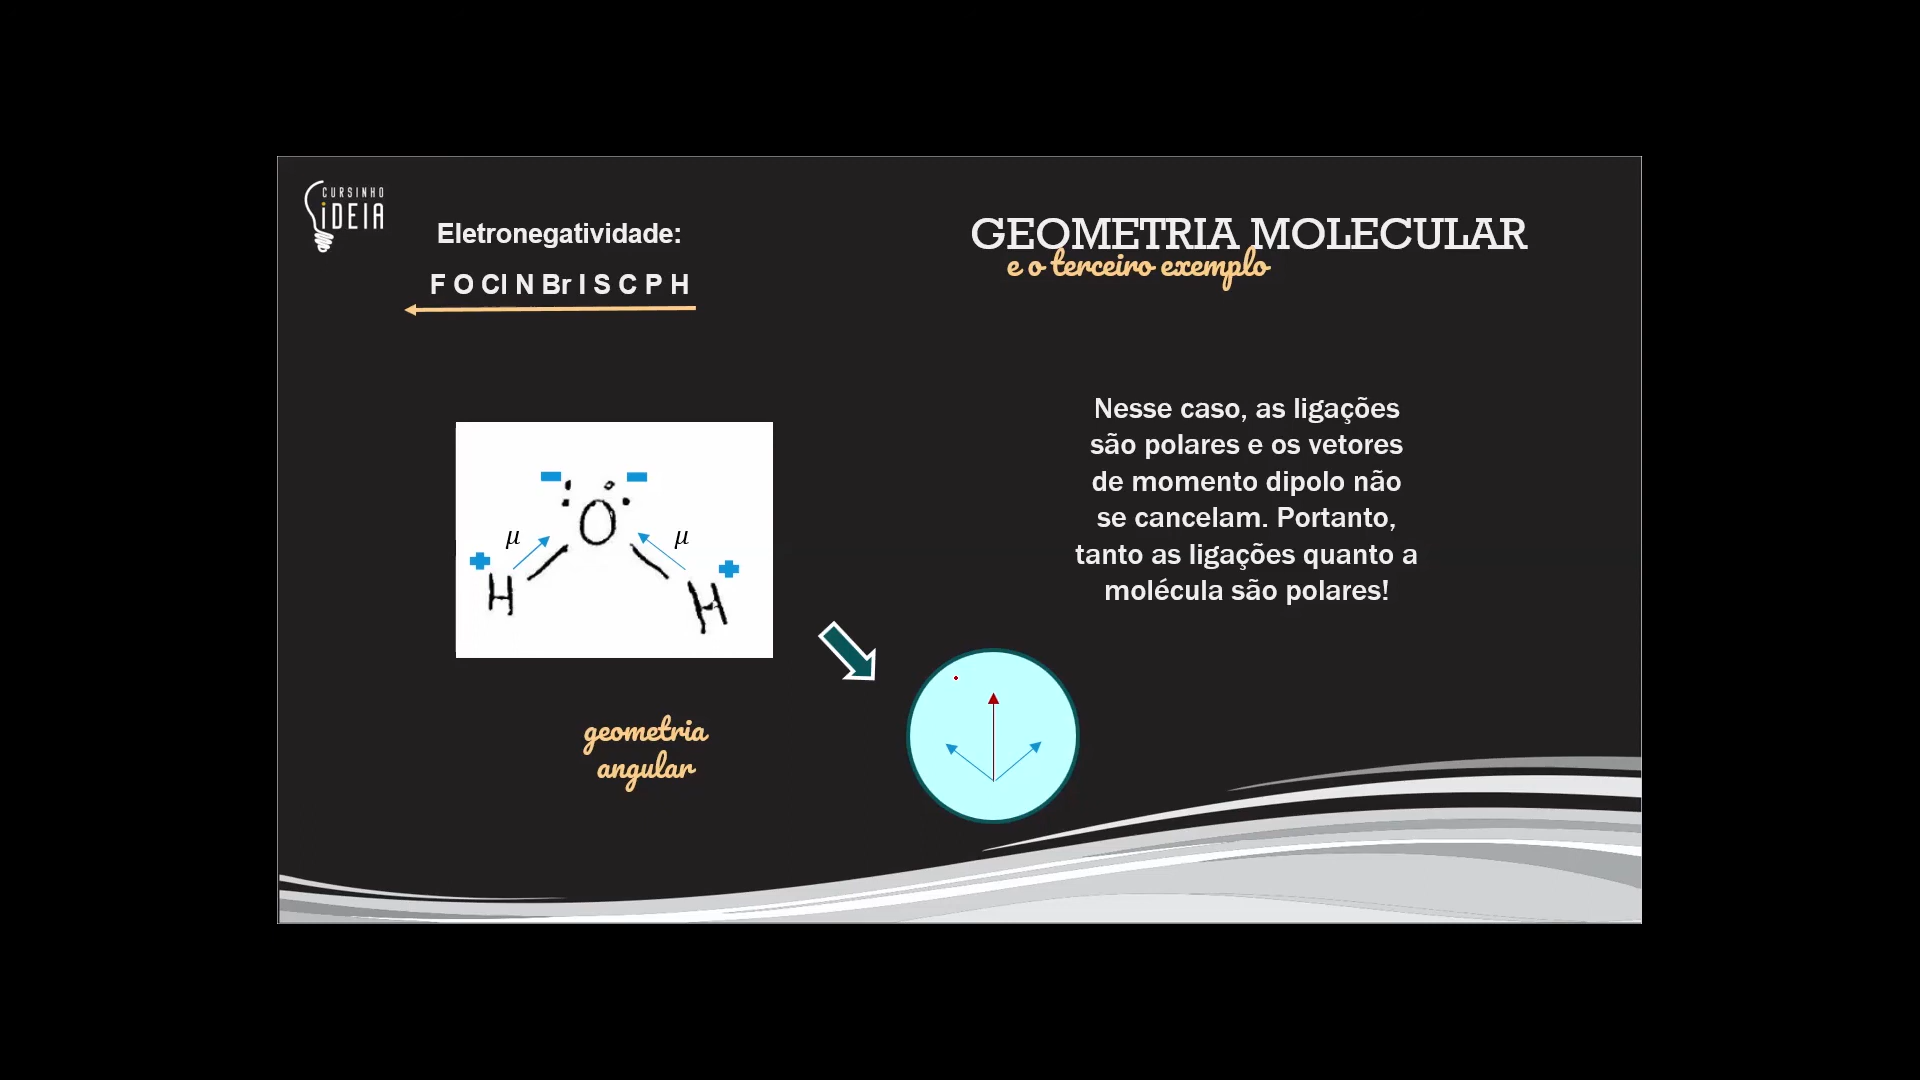 CURSINHO
iDEIA
Eletronegatividade:
F O Cl N Br I S C P H
GEOMETRIA MOLECULAR
e o terceiro exemplo
Nesse caso, as ligações
são polares e os vetores
de momento dipolo não
se cancelam. Portanto,
tanto as ligações quanto a
molécula são polares!
O
μ μ
H H
geometria
angular